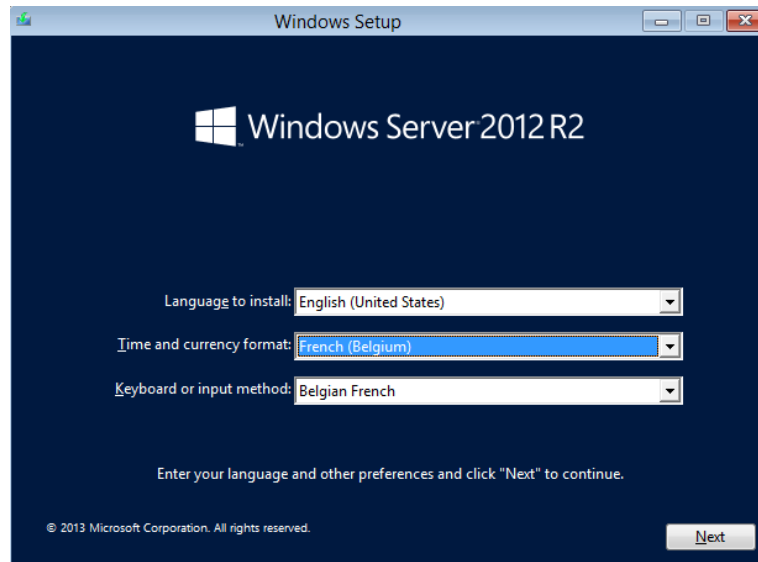 Windows Setup
Windows Server 2012 R2
Language to install: English (United States)
Time and currency format: French (Belgium)
Keyboard or input method: Belgian French
Enter your language and other preferences and click "Next" to continue.
© 2013 Microsoft Corporation. All rights reserved.
Next